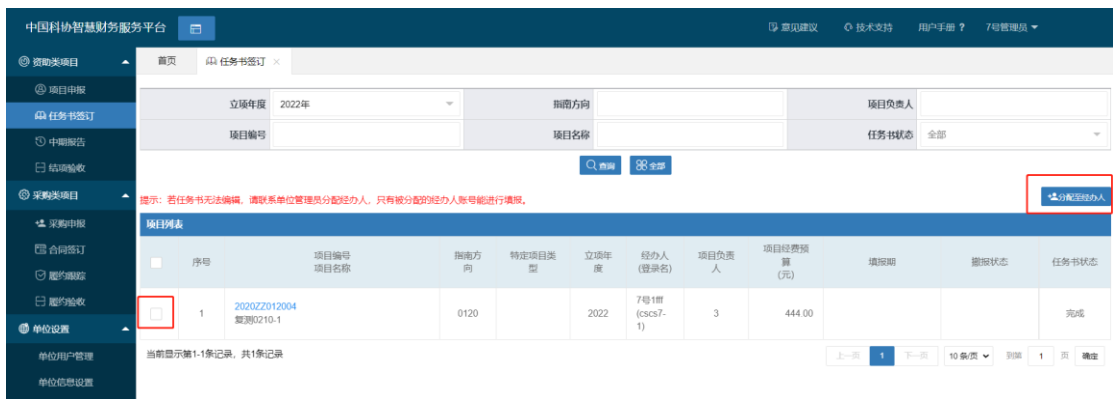 中国科协智慧财务服务平台
意见建议 技术支持 用户手册 ? 7号管理员
资助类项目
首页 任务书签订 ×
项目申报
任务书签订
中期报告
结项验收
采购类项目
采购申报
合同签订
履约跟踪
履约验收
单位设置
单位用户管理
单位信息设置
立项年度 2022年 指南方向 项目负责人
项目编号 项目名称 任务书状态 全部
查询 全部
提示：若任务书无法编辑，请联系单位管理员分配经办人，只有被分配的经办人账号能进行填报。
分配至经办人
项目列表
序号 项目编号 项目名称 指南方向 特定项目类型 立项年度 经办人(登录名) 项目负责人 项目经费预算(元) 填报期 填报状态 任务书状态
1 2020ZZ012004 复测0210-1 0120 2022 7号1fff (cscs7-1) 3 444.00 完成
当前显示第1-1条记录，共1条记录
上一页 1 下一页 10 条/页 到第 1 页 确定